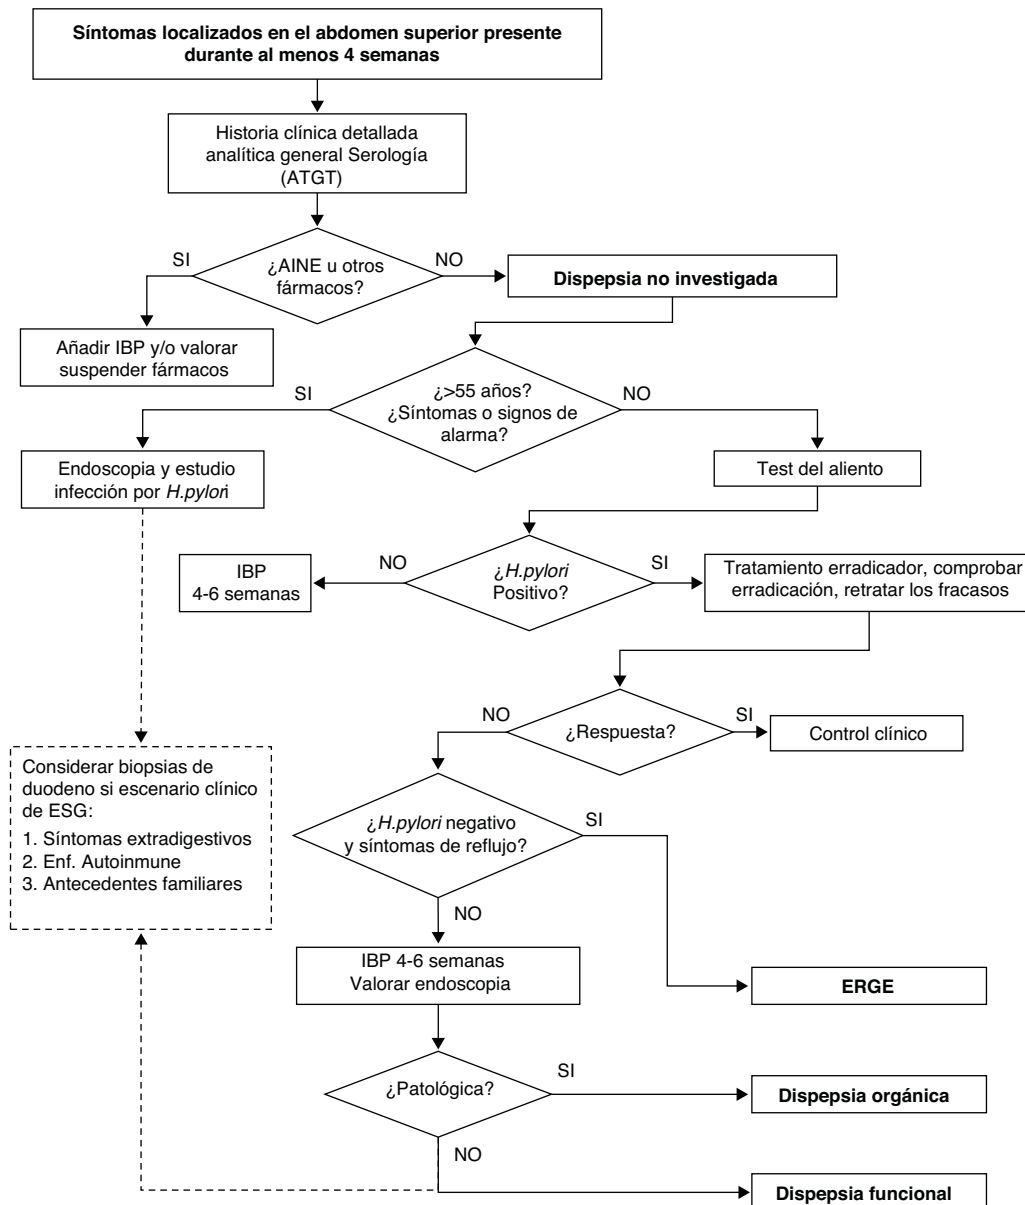 Síntomas localizados en el abdomen superior presente
durante al menos 4 semanas
Historia clínica detallada
analítica general Serología
(ATGT)
SI
¿AINE u otros
fármacos?
NO
Dispepsia no investigada
Añadir IBP y/o valorar
suspender fármacos
SI
¿>55 años?
¿Síntomas o signos de
alarma?
NO
Endoscopia y estudio
infección por H.pylori
Test del aliento
IBP
4-6 semanas
NO
¿H.pylori
Positivo?
SI
Tratamiento erradicador, comprobar
erradicación, retratar los fracasos
NO
¿Respuesta?
SI
Control clínico
Considerar biopsias de
duodeno si escenario clínico
de ESG:
1. Síntomas extradigestivos
2. Enf. Autoinmune
3. Antecedentes familiares
¿H.pylori negativo
y síntomas de reflujo?
SI
NO
IBP 4-6 semanas
Valorar endoscopia
ERGE
¿Patológica?
SI
Dispepsia orgánica
NO
Dispepsia funcional